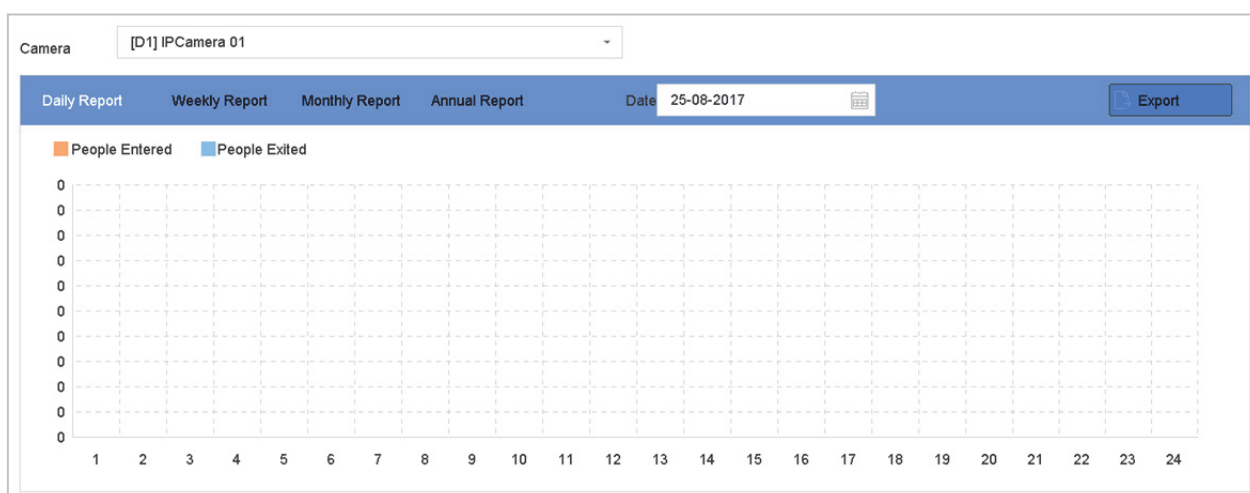 Camera [D1] IPCamera 01
Daily Report Weekly Report Monthly Report Annual Report Date 25-08-2017 Export
People Entered People Exited
0
0
0
0
0
0
0
0
0
0
0
1 2 3 4 5 6 7 8 9 10 11 12 13 14 15 16 17 18 19 20 21 22 23 24